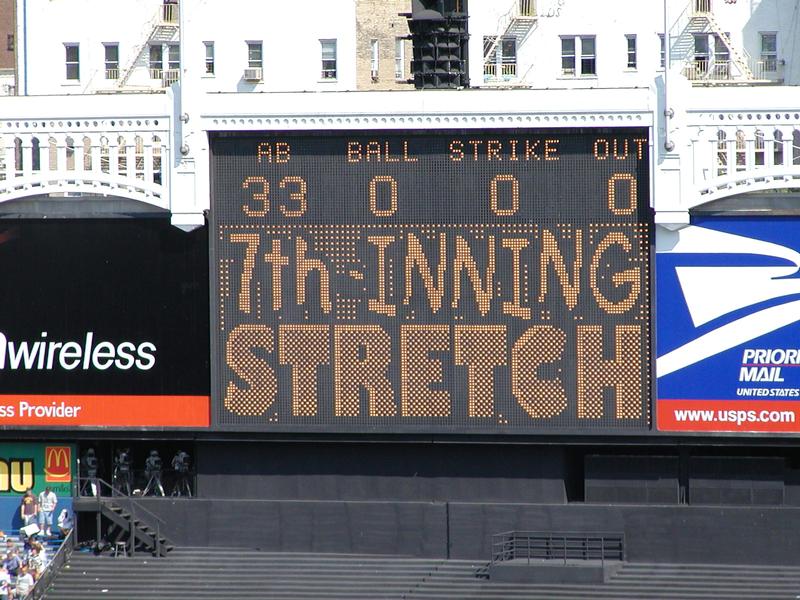 AB BALL STRIKE OUT
33 0 0 0
7th INNING
STRETCH
wireless
ss Provider
PRIORI
MAIL
UNITED STATES
www.usps.com